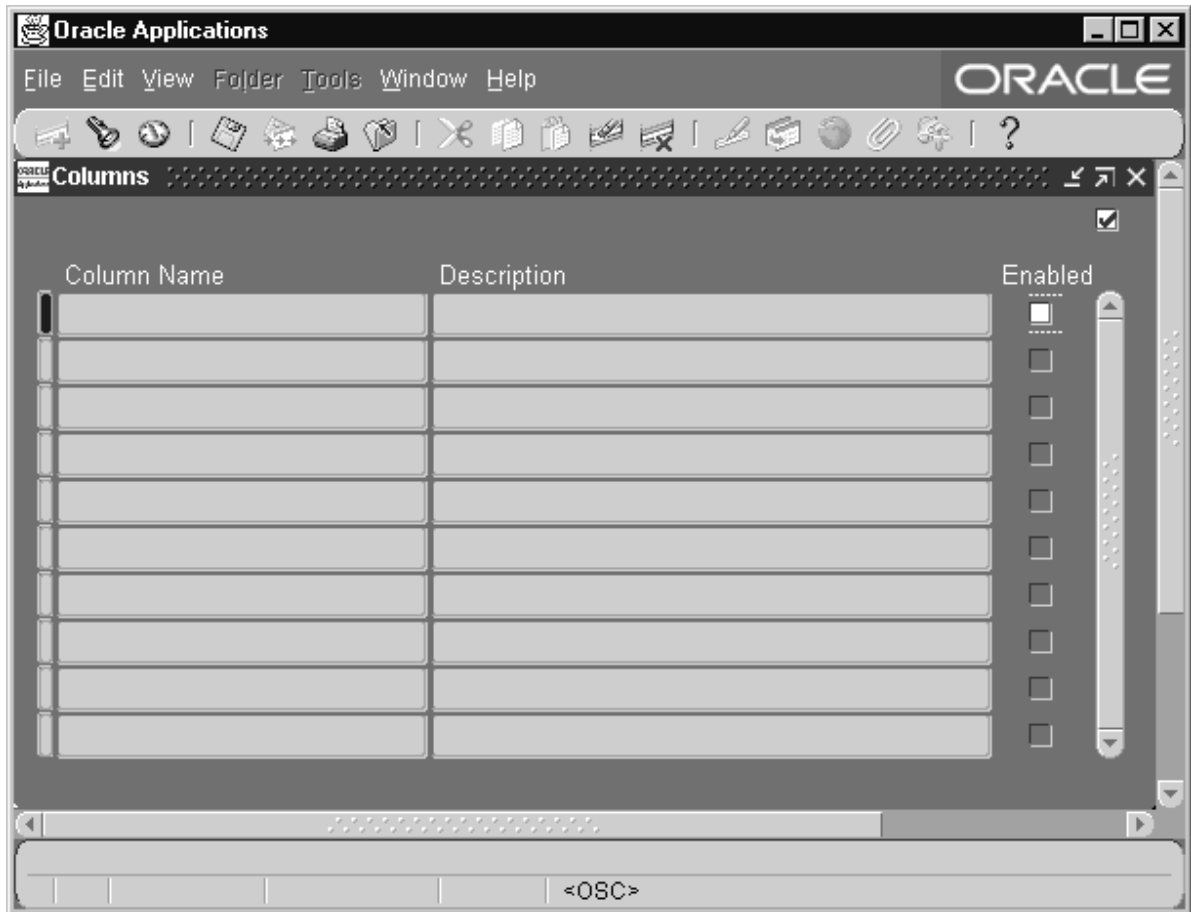 Oracle Applications
File Edit View Folder Tools Window Help
ORACLE
?
Columns
Column Name Description Enabled
<OSC>